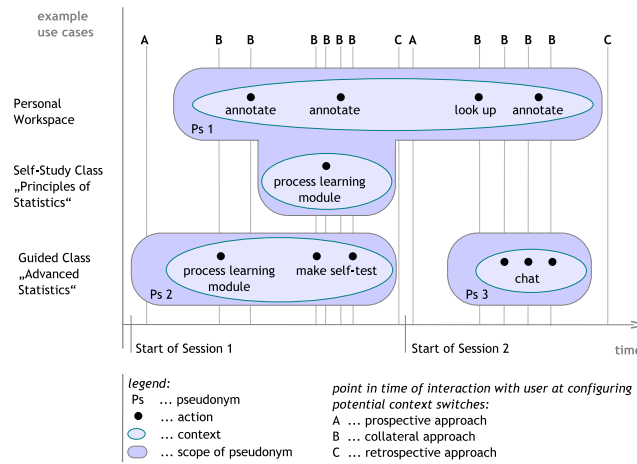 example
use cases
A B B B B B B C A B B B B C
Personal
Workspace
annotate annotate look up annotate
Ps 1
Self-Study Class
„Principles of
Statistics“
process learning
module
Guided Class
„Advanced
Statistics“
process learning
module
make self-test
Ps 2
chat
Ps 3
Start of Session 1
Start of Session 2
time
legend:
Ps ... pseudonym
... action
... context
... scope of pseudonym
point in time of interaction with user at configuring
potential context switches:
A ... prospective approach
B ... collateral approach
C ... retrospective approach